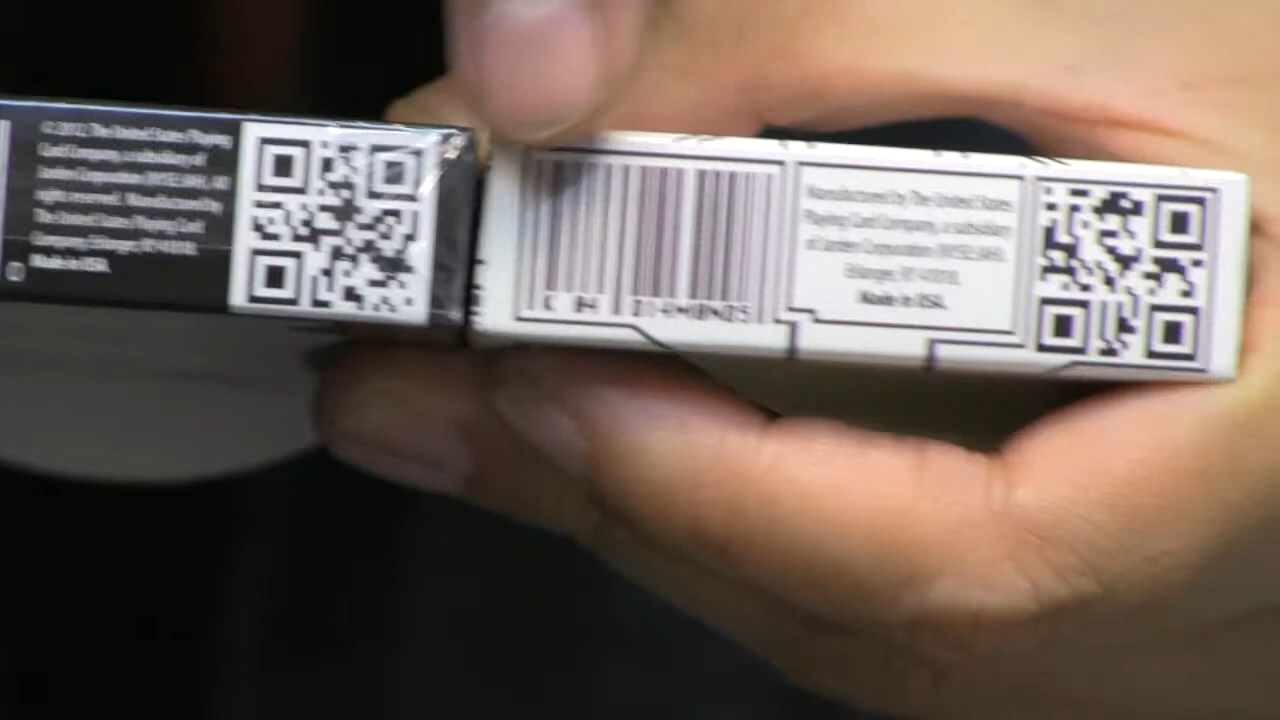 © 2012 The United States Playing
Card Company, a subsidiary of
Jarden Corporation (NYSE:JAH). All
right reserved. Manufactured by
The United States Playing Card
Company, Erlanger, KY 41018.
Made in USA.
Manufactured by The United States
Playing Card Company, a subsidiary
of Jarden Corporation (NYSE:JAH).
Erlanger, KY 41018.
Made in USA.